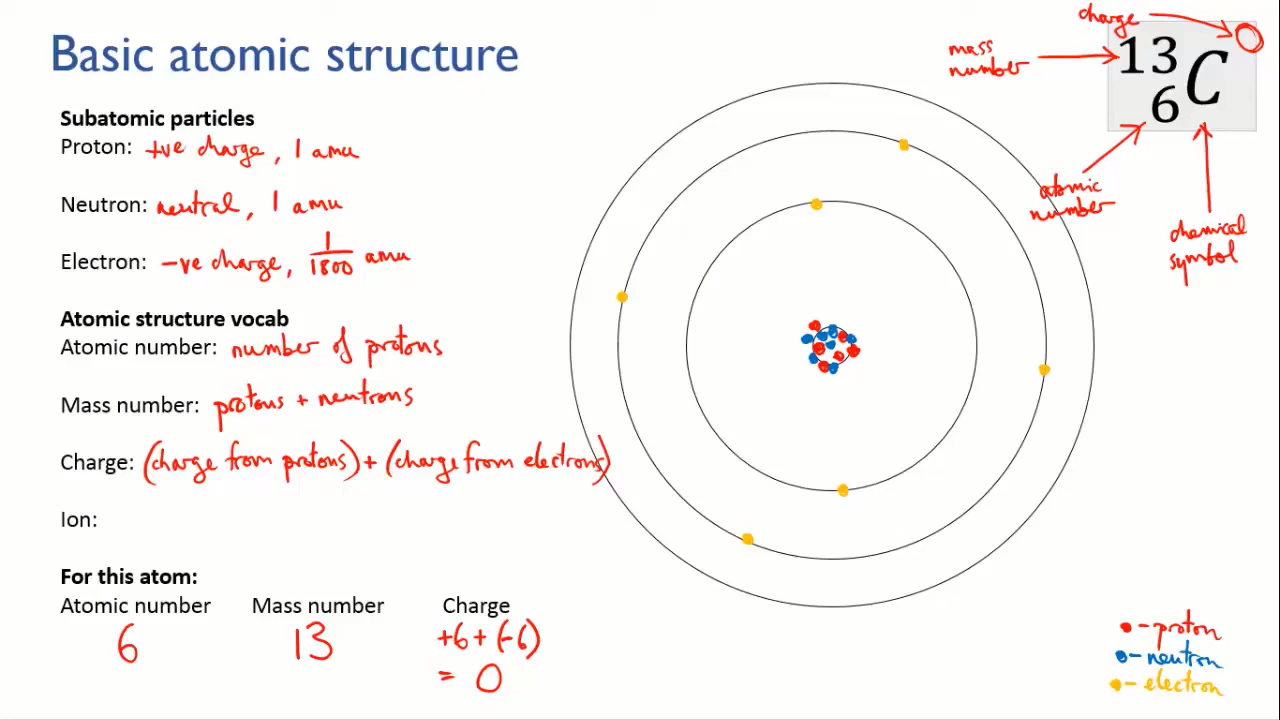 Basic atomic structure
Subatomic particles
Proton: +ve charge, 1 amu
Neutron: neutral, 1 amu
Electron: -ve charge, 1/1800 amu
Atomic structure vocab
Atomic number: number of protons
Mass number: protons + neutrons
Charge: (charge from protons) + (charge from electrons)
Ion:
For this atom:
Atomic number Mass number Charge
6 13 +6 + (-6)
= 0
charge
mass
number
13
6
C
atomic
number
chemical
symbol
- proton
- neutron
- electron